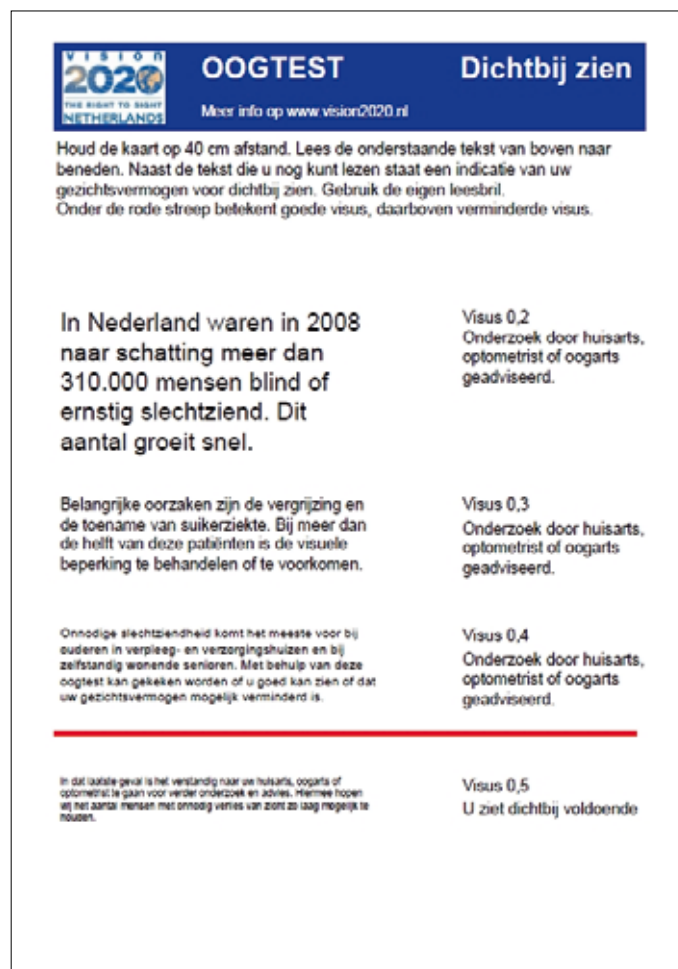 VISION
2020
THE RIGHT TO SIGHT
NETHERLANDS
OOGTEST
Dichtbij zien
Meer info op www.vision2020.nl
Houd de kaart op 40 cm afstand. Lees de onderstaande tekst van boven naar
beneden. Naast de tekst die u nog kunt lezen staat een indicatie van uw
gezichtsvermogen voor dichtbij zien. Gebruik de eigen leesbril.
Onder de rode streep betekent goede visus, daarboven verminderde visus.
In Nederland waren in 2008
naar schatting meer dan
310.000 mensen blind of
ernstig slechtziend. Dit
aantal groeit snel.
Visus 0,2
Onderzoek door huisarts,
optometrist of oogarts
geadviseerd.
Belangrijke oorzaken zijn de vergrijzing en
de toename van suikerziekte. Bij meer dan
de helft van deze patiënten is de visuele
beperking te behandelen of te voorkomen.
Visus 0,3
Onderzoek door huisarts,
optometrist of oogarts
geadviseerd.
Onnodige slechtziendheid komt het meeste voor bij
ouderen in verpleeg- en verzorgingshuizen en bij
zelfstandig wonende senioren. Met behulp van deze
oogtest kan gekeken worden of u goed kan zien of dat
uw gezichtsvermogen mogelijk verminderd is.
Visus 0,4
Onderzoek door huisarts,
optometrist of oogarts
geadviseerd.
In dat laatste geval is het verstandig naar uw huisarts, oogarts of
optometrist te gaan voor verder onderzoek en advies. Hiermee hopen
wij het aantal mensen met onnodig verlies van zicht zo laag mogelijk te
houden.
Visus 0,5
U ziet dichtbij voldoende